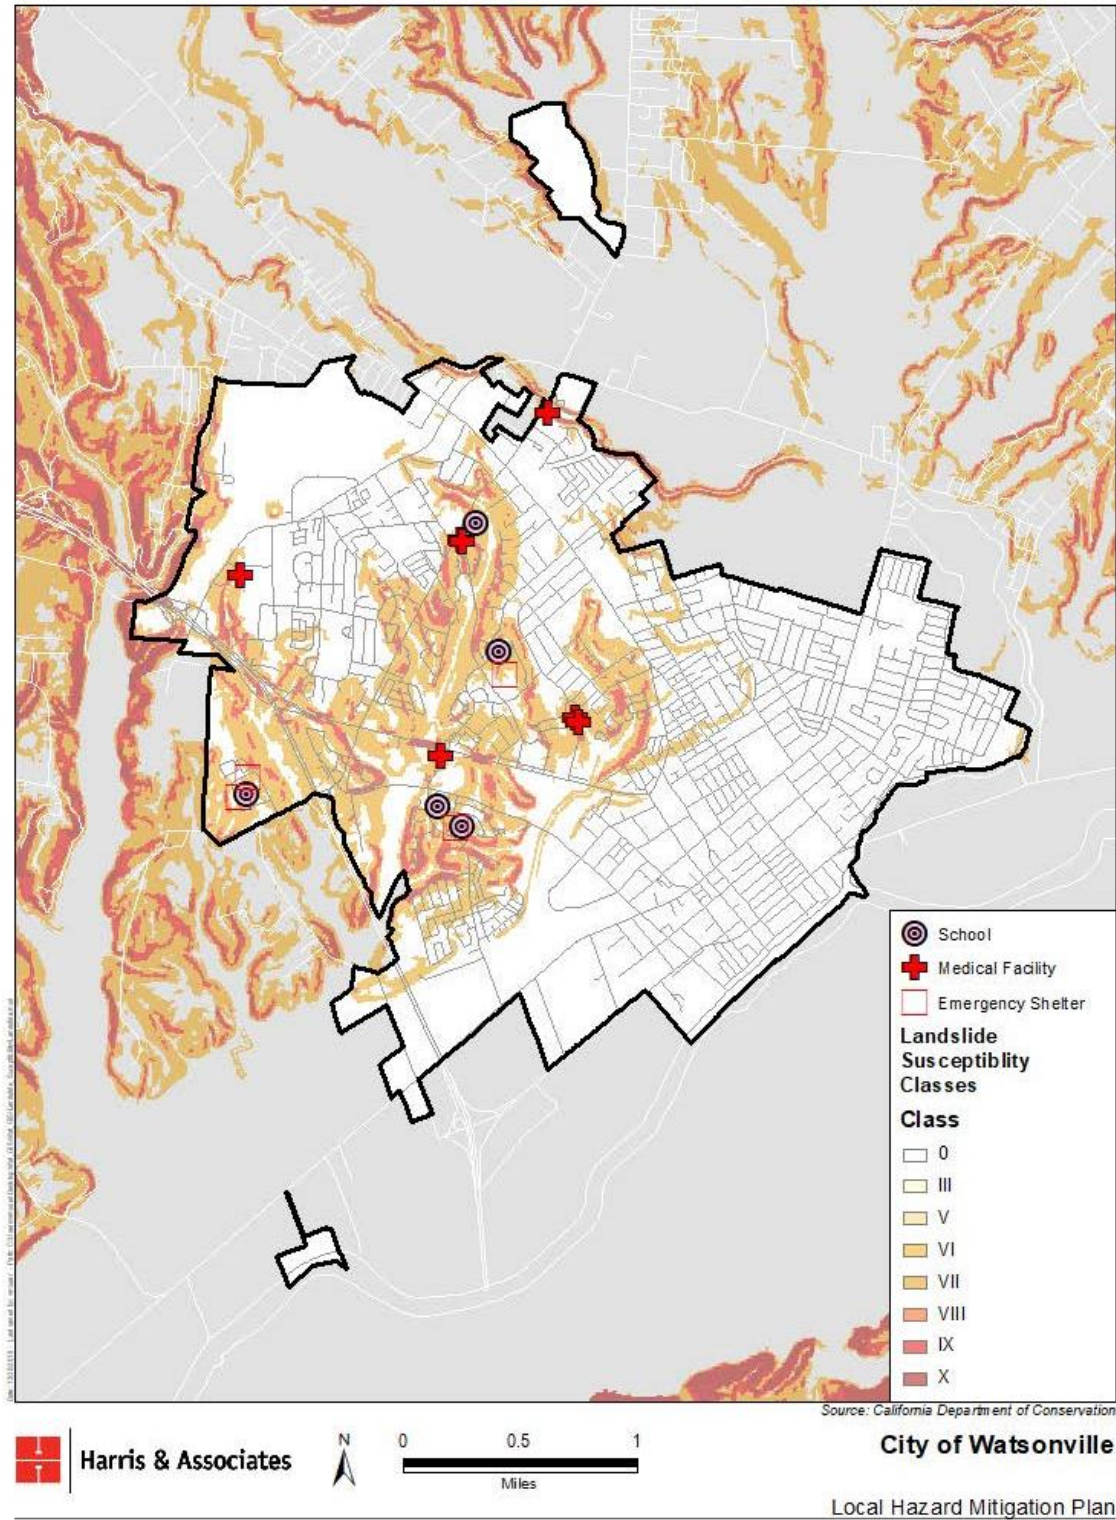 School
Medical Facility
Emergency Shelter
Landslide
Susceptiblity
Classes
Class
0
III
V
VI
VII
VIII
IX
X
Source: California Department of Conservation
Harris & Associates
N
0 0.5 1
Miles
City of Watsonville
Local Hazard Mitigation Plan